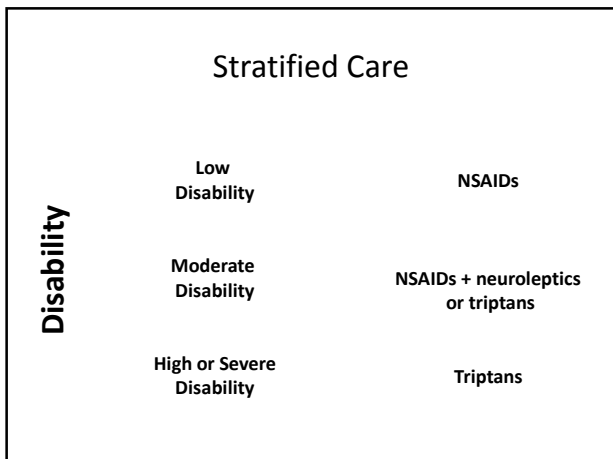 Stratified Care
Disability
Low
Disability
NSAIDs
Moderate
Disability
NSAIDs + neuroleptics
or triptans
High or Severe
Disability
Triptans